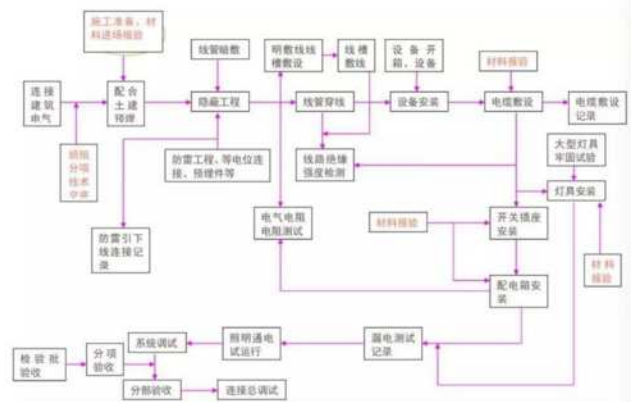 施工准备、材
料进场报验
线管暗敷
明敷线线
槽敷设
线槽
敷线
设备开
箱、设备
材料报验
连接
建筑
电气
配合
土建
预埋
隐蔽工程
线管穿线
设备安装
电缆敷设
电缆敷设
记录
分项
技术
防雷工程、等电位连
接、预埋件等
线路绝缘
强度检测
大型灯具
牢固试验
灯具安装
防雷引下
线连接记
录
电气电阻
电阻测试
材料报验
开关插座
安装
材料
报验
配电箱安
装
系统调试
照明通电
试运行
漏电测试
记录
检验批
验收
分项
验收
分部验收
连接总调试